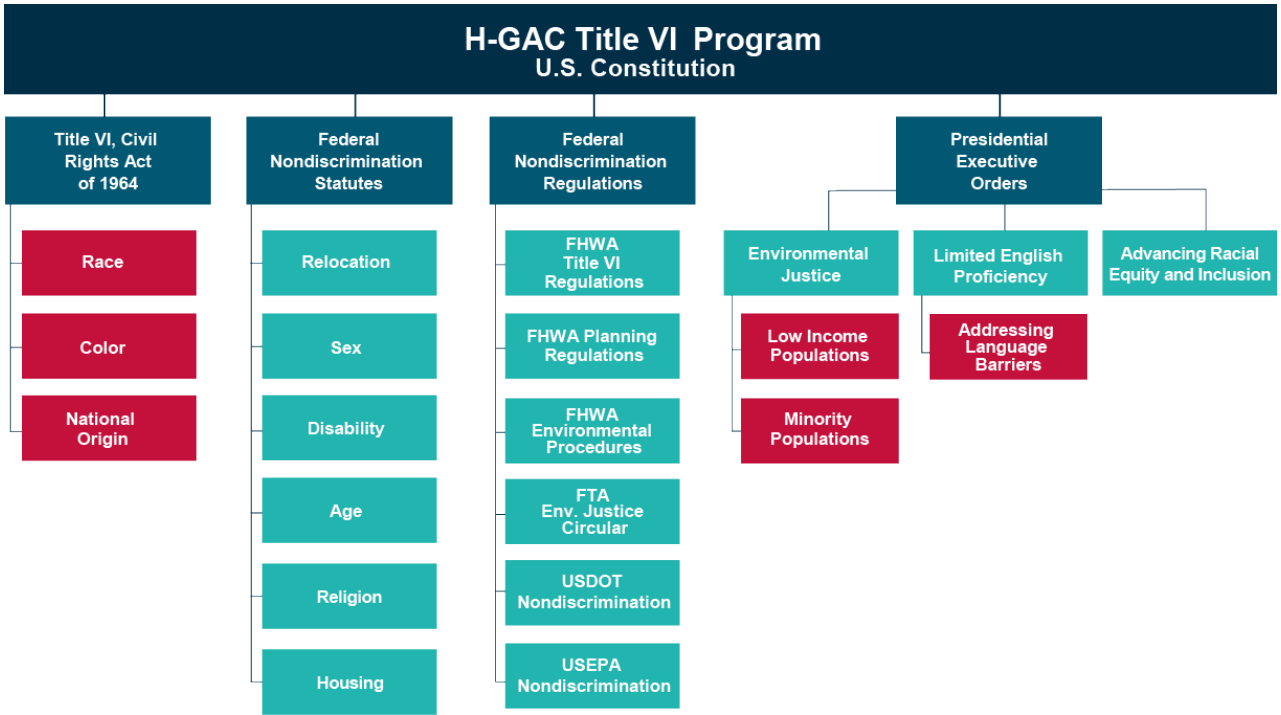 H-GAC Title VI Program
U.S. Constitution
Title VI, Civil
Rights Act
of 1964
Race
Color
National
Origin
Federal
Nondiscrimination
Statutes
Relocation
Sex
Disability
Age
Religion
Housing
Federal
Nondiscrimination
Regulations
FHWA
Title VI
Regulations
FHWA Planning
Regulations
FHWA
Environmental
Procedures
FTA
Env. Justice
Circular
USDOT
Nondiscrimination
USEPA
Nondiscrimination
Presidential
Executive
Orders
Environmental
Justice
Low Income
Populations
Minority
Populations
Limited English
Proficiency
Addressing
Language
Barriers
Advancing Racial
Equity and Inclusion